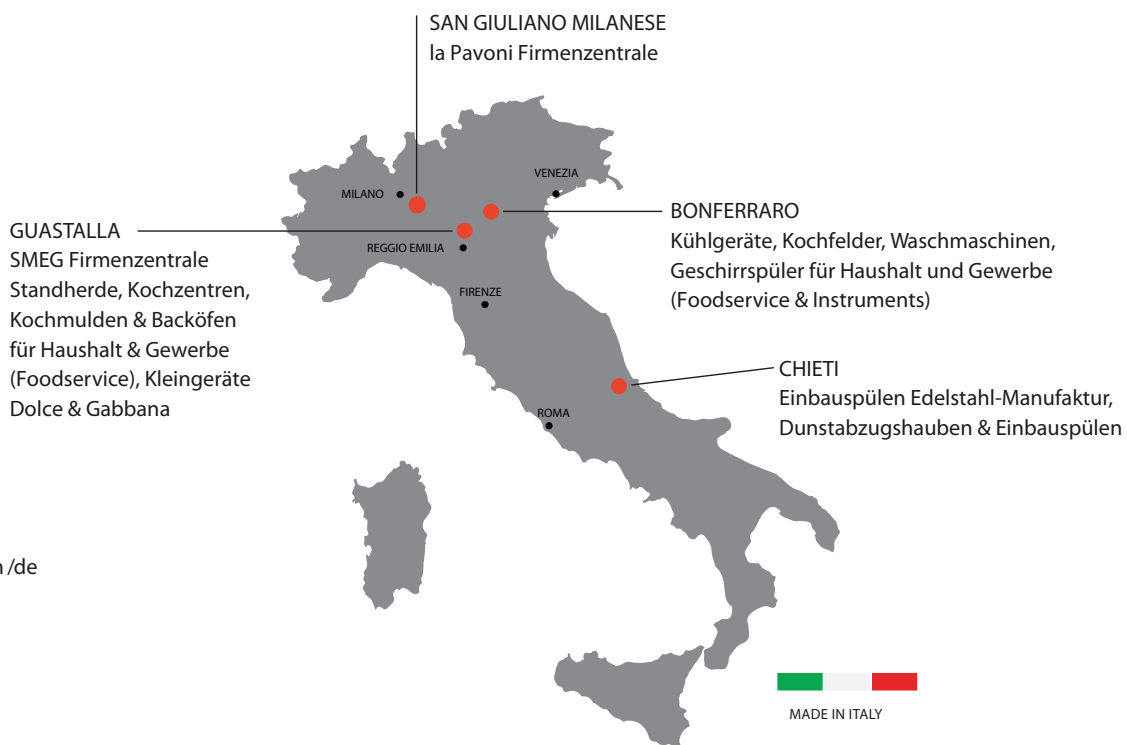 SAN GIULIANO MILANESE
la Pavoni Firmenzentrale
VENEZIA
MILANO
GUASTALLA
SMEG Firmenzentrale
Standherde, Kochzentren,
Kochmulden & Backöfen
für Haushalt & Gewerbe
(Foodservice), Kleingeräte
Dolce & Gabbana
REGGIO EMILIA
FIRENZE
BONFERRARO
Kühlgeräte, Kochfelder, Waschmaschinen,
Geschirrspüler für Haushalt und Gewerbe
(Foodservice & Instruments)
CHIETI
Einbauspülen Edelstahl-Manufaktur,
Dunstabzugshauben & Einbauspülen
ROMA
/de
MADE IN ITALY